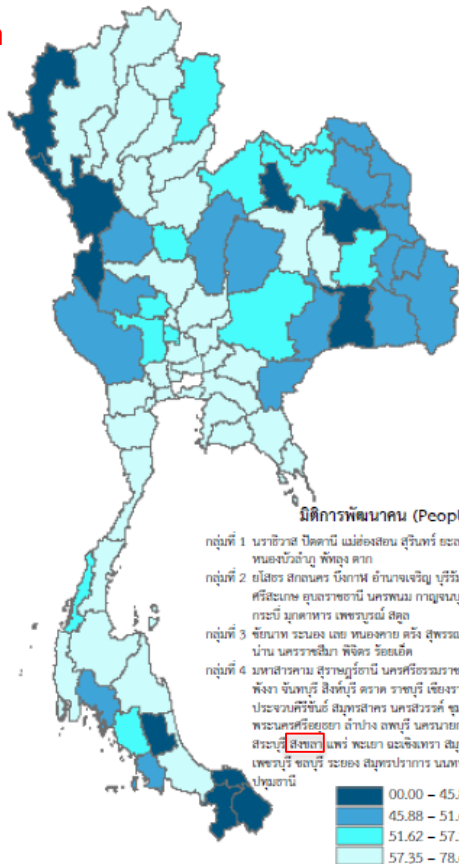 มิติการพัฒนาคน (Peop
กลุ่มที่ 1 นราธิวาส ปัตตานี แม่ฮ่องสอน สุรินทร์ ยะล
หนองบัวลำภู พัทลุง ตาก
กลุ่มที่ 2 ยโสธร สกลนคร บึงกาฬ อำนาจเจริญ บุรีรัม
ศรีสะเกษ อุบลราชธานี นครพนม กาญจนบุ
กระบี่ มุกดาหาร เพชรบูรณ์ สตูล
กลุ่มที่ 3 ชัยนาท ระนอง เลย หนองคาย ตรัง สุพรรณ
น่าน นครราชสีมา พิจิตร ร้อยเอ็ด
กลุ่มที่ 4 มหาสารคาม สุราษฎร์ธานี นครศรีธรรมราช
พังงา จันทบุรี สิงห์บุรี ตราด ราชบุรี เชียงรา
ประจวบคีรีขันธ์ สมุทรสาคร นครสวรรค์ ชุม
พระนครศรีอยุธยา ลำปาง ลพบุรี นครนายก
สระบุรี สงขลา แพร่ พะเยา ฉะเชิงเทรา สมุ
เพชรบุรี ชลบุรี ระยอง สมุทรปราการ นนท
ปทุมธานี
00.00 – 45.
45.88 – 51.
51.62 – 57.
57.35 – 78.